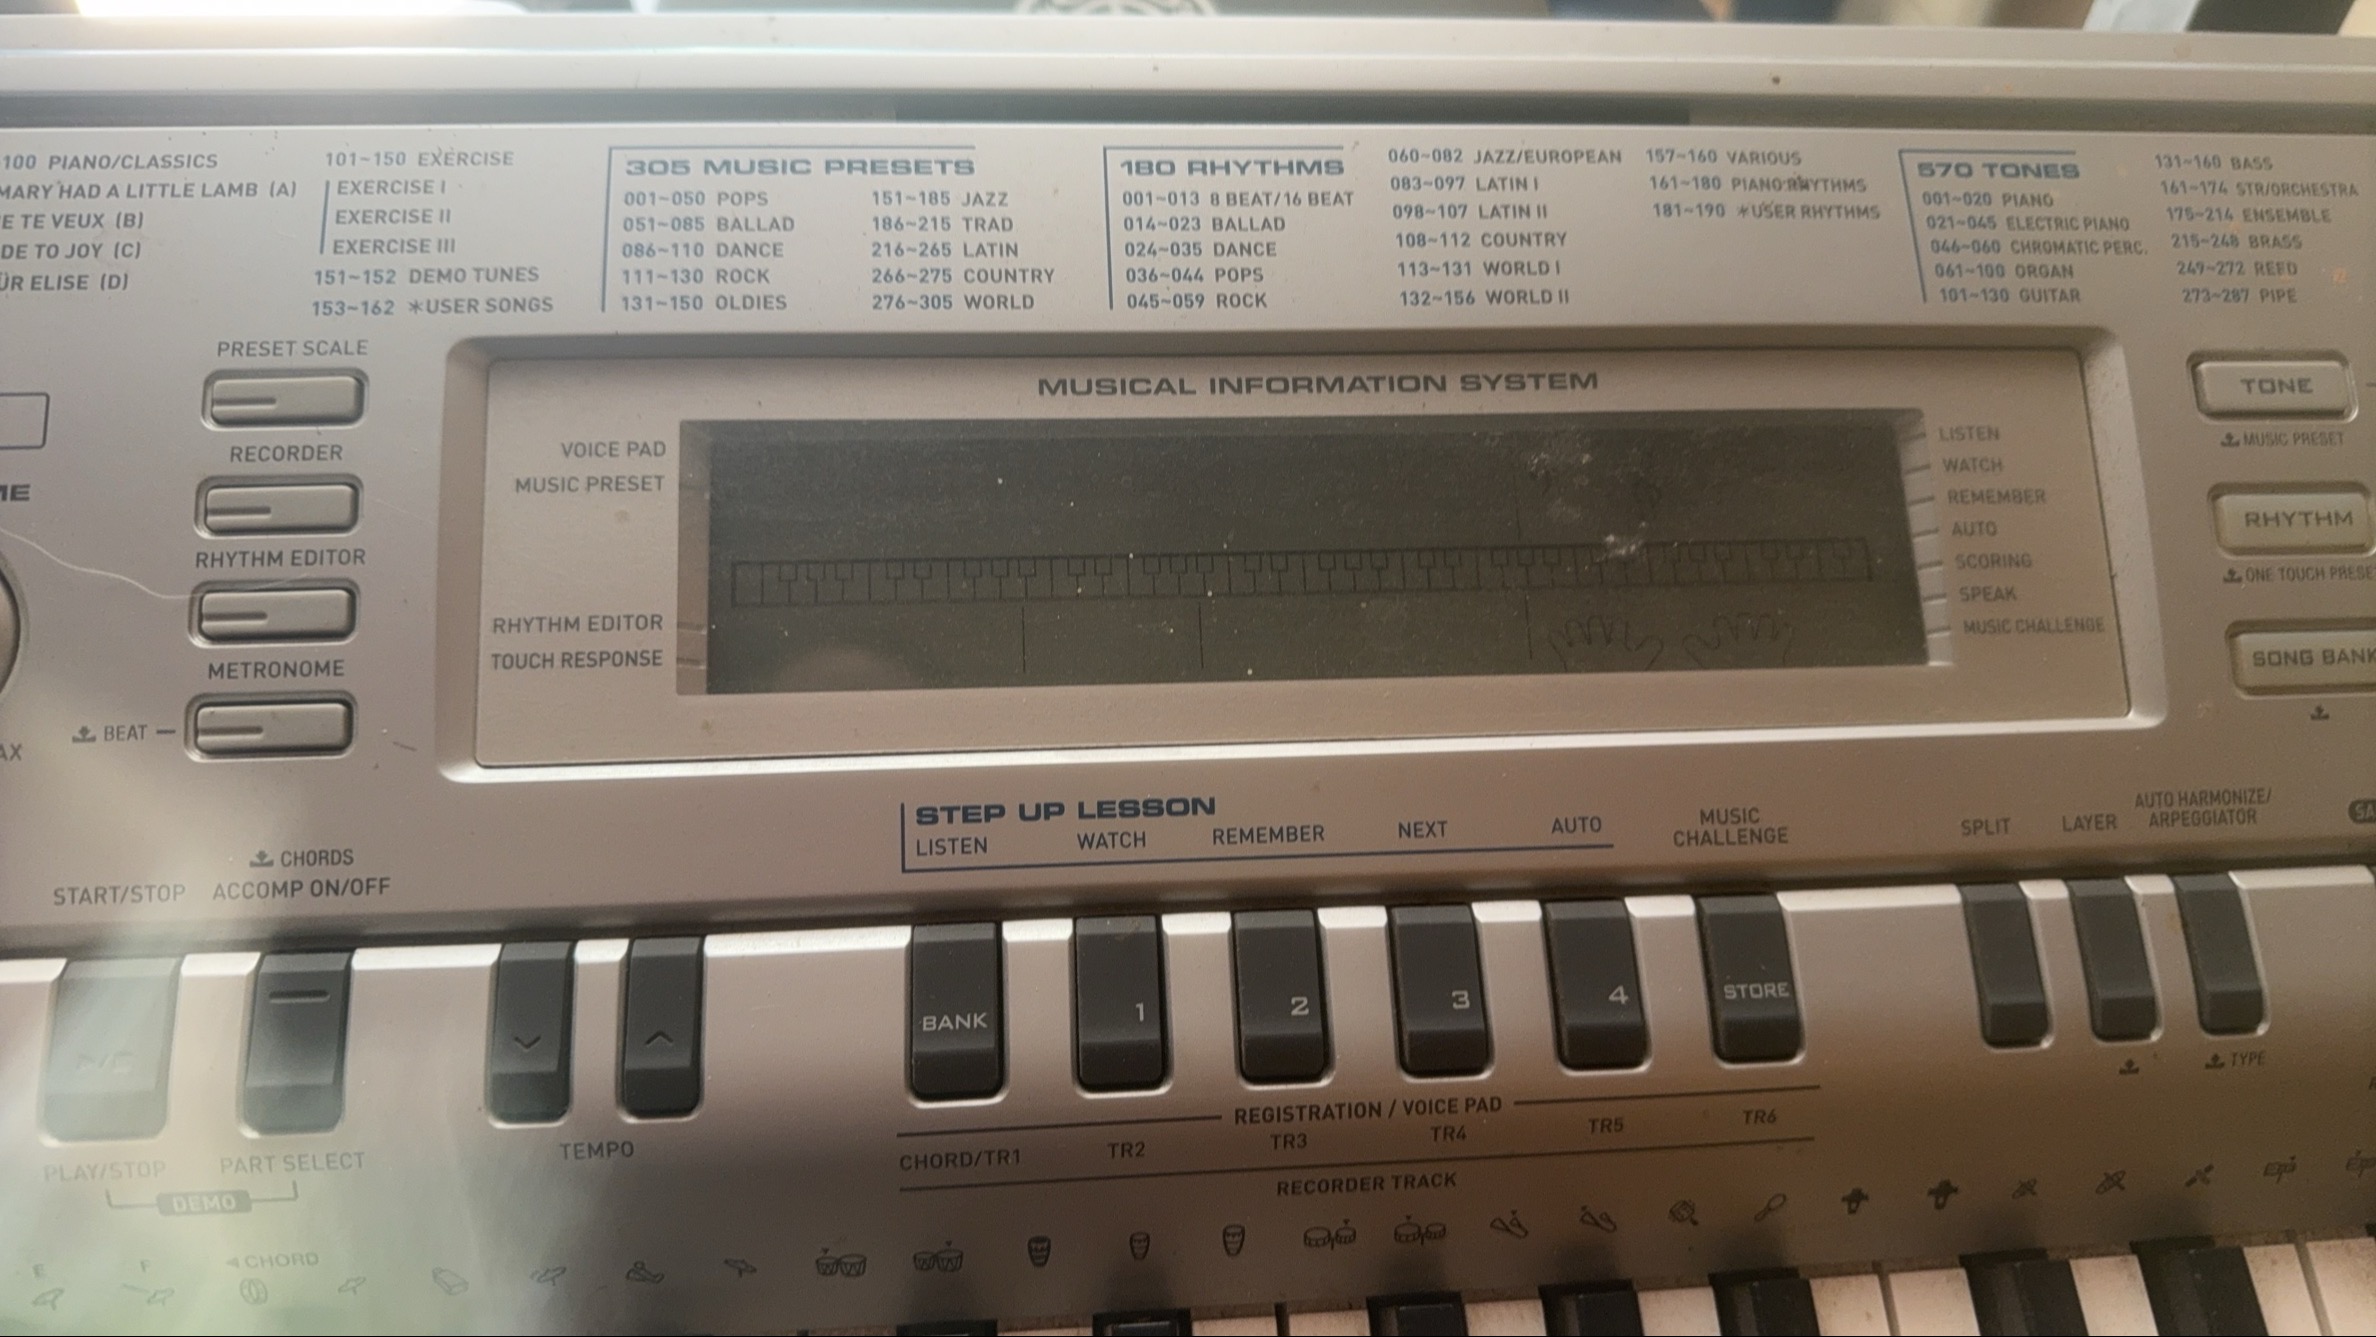 100 PIANO/CLASSICS
MARY HAD A LITTLE LAMB (A)
E TE VEUX (B)
DE TO JOY (C)
ÜR ELISE (D)
101~150 EXERCISE
EXERCISE I
EXERCISE II
EXERCISE III
151~152 DEMO TUNES
153~162 *USER SONGS
305 MUSIC PRESETS
001~050 POPS
051~085 BALLAD
086~110 DANCE
111~130 ROCK
131~150 OLDIES
151~185 JAZZ
186~215 TRAD
216~265 LATIN
266~275 COUNTRY
276~305 WORLD
180 RHYTHMS
001~013 8 BEAT/16 BEAT
014~023 BALLAD
024~035 DANCE
036~044 POPS
045~059 ROCK
060~082 JAZZ/EUROPEAN
083~097 LATIN I
098~107 LATIN II
108~112 COUNTRY
113~131 WORLD I
132~156 WORLD II
157~160 VARIOUS
161~180 PIANO RHYTHMS
181~190 *USER RHYTHMS
570 TONES
001~020 PIANO
021~045 ELECTRIC PIANO
046~060 CHROMATIC PERC.
061~100 ORGAN
101~130 GUITAR
131~160 BASS
161~174 STR/ORCHESTRA
175~214 ENSEMBLE
215~248 BRASS
249~272 REED
273~287 PIPE
PRESET SCALE
RECORDER
RHYTHM EDITOR
METRONOME
BEAT
MUSICAL INFORMATION SYSTEM
VOICE PAD
MUSIC PRESET
RHYTHM EDITOR
TOUCH RESPONSE
LISTEN
WATCH
REMEMBER
AUTO
SCORING
SPEAK
MUSIC CHALLENGE
TONE
MUSIC PRESET
RHYTHM
ONE TOUCH PRESE
SONG BANK
STEP UP LESSON
LISTEN WATCH REMEMBER NEXT AUTO
MUSIC
CHALLENGE
SPLIT
LAYER
AUTO HARMONIZE/
ARPEGGIATOR
CHORDS
START/STOP ACCOMP ON/OFF
BANK 1 2 3 4 STORE
TYPE
PLAY/STOP PART SELECT
DEMO
TEMPO
REGISTRATION / VOICE PAD
CHORD/TR1 TR2 TR3 TR4 TR5 TR6
RECORDER TRACK
E F CHORD